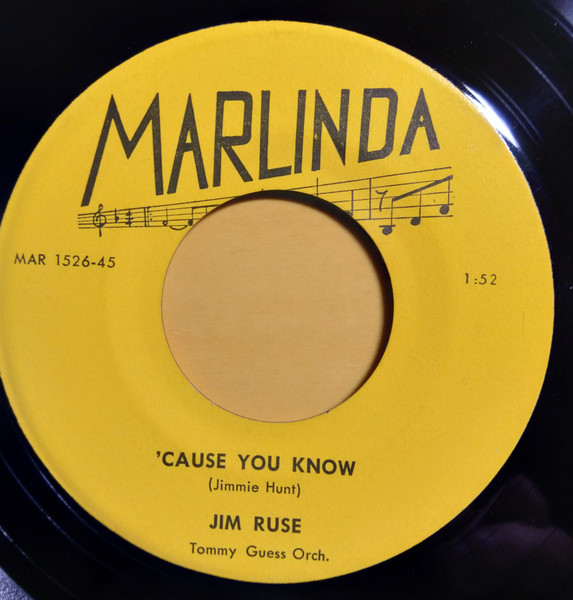 MARLINDA
MAR 1526-45
1:52
'CAUSE YOU KNOW
(Jimmie Hunt)
JIM RUSE
Tommy Guess Orch.